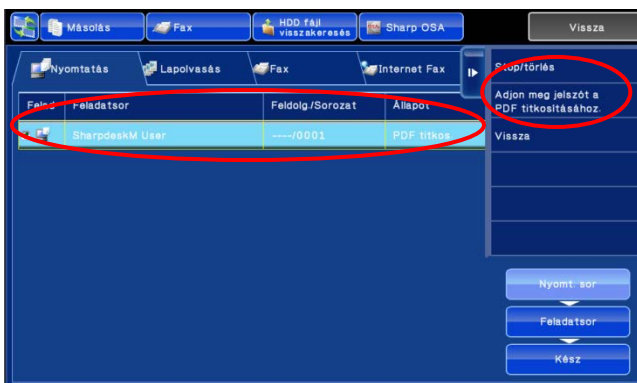 Másolás
Fax
HDD fájl
visszakeresés
Sharp OSA
Vissza
Nyomtatás
Lapolvasás
Fax
Internet Fax
Stop/törlés
Adjon meg jelszót a
PDF titkosításához.
Felad
Feladatsor
Feldolg./Sorozat
Állapot
SharpdeskM User
----/0001
PDF titkos
Vissza
Nyomt. sor
Feladatsor
Kész